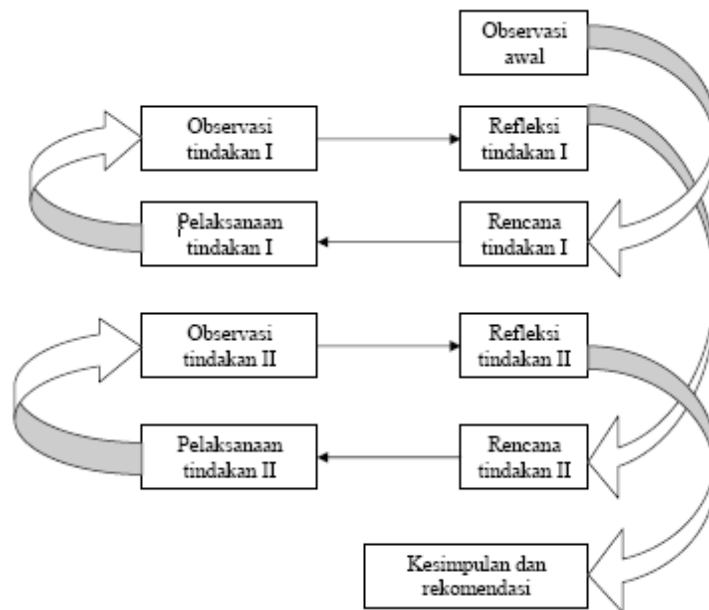 Observasi
awal
Observasi
tindakan I
Refleksi
tindakan I
Pelaksanaan
tindakan I
Rencana
tindakan I
Observasi
tindakan II
Refleksi
tindakan II
Pelaksanaan
tindakan II
Rencana
tindakan II
Kesimpulan dan
rekomendasi